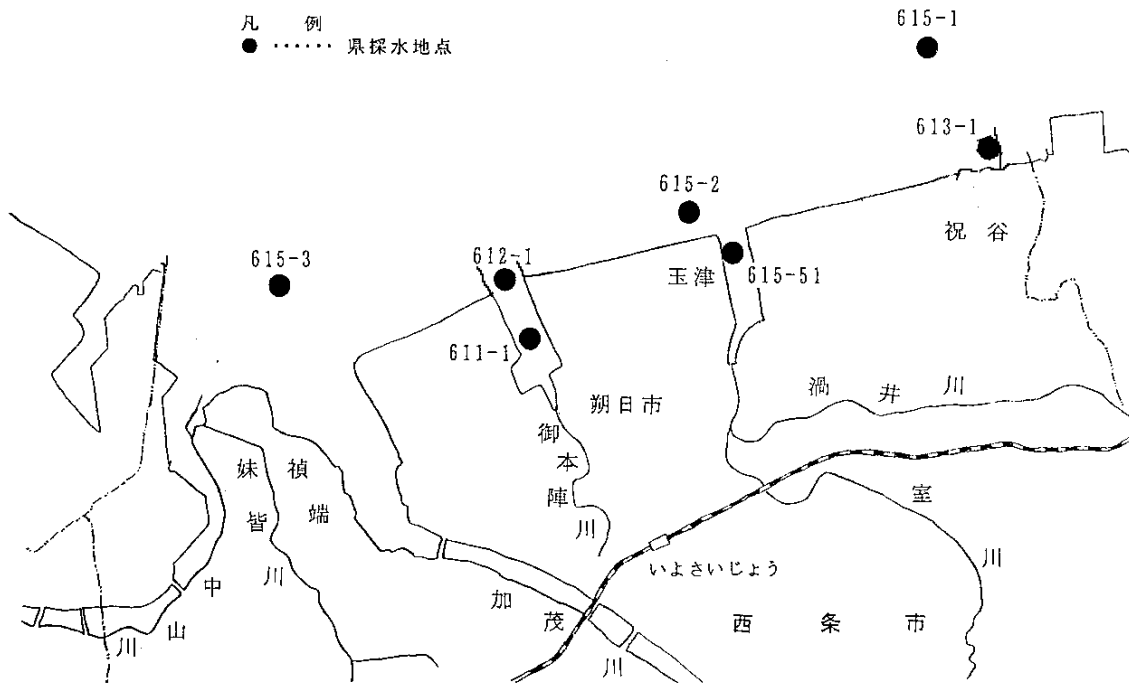 凡 例
● ······ 県採水地点
615-1
613-1
615-2
祝谷
615-3
612-1
玉津
615-51
611-1
渦井川
朔日市
御本陣川
禎端
妹皆川
室川
いよさいじょう
中山川
加茂川
西条市